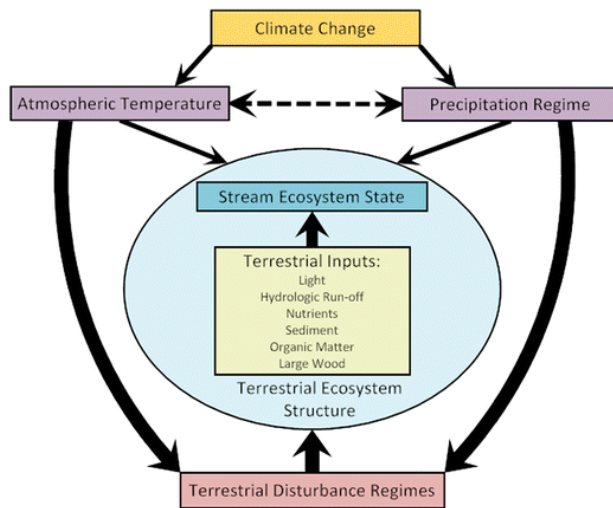 Climate Change
Atmospheric Temperature
Precipitation Regime
Stream Ecosystem State
Terrestrial Inputs:
Light
Hydrologic Run-off
Nutrients
Sediment
Organic Matter
Large Wood
Terrestrial Ecosystem
Structure
Terrestrial Disturbance Regimes